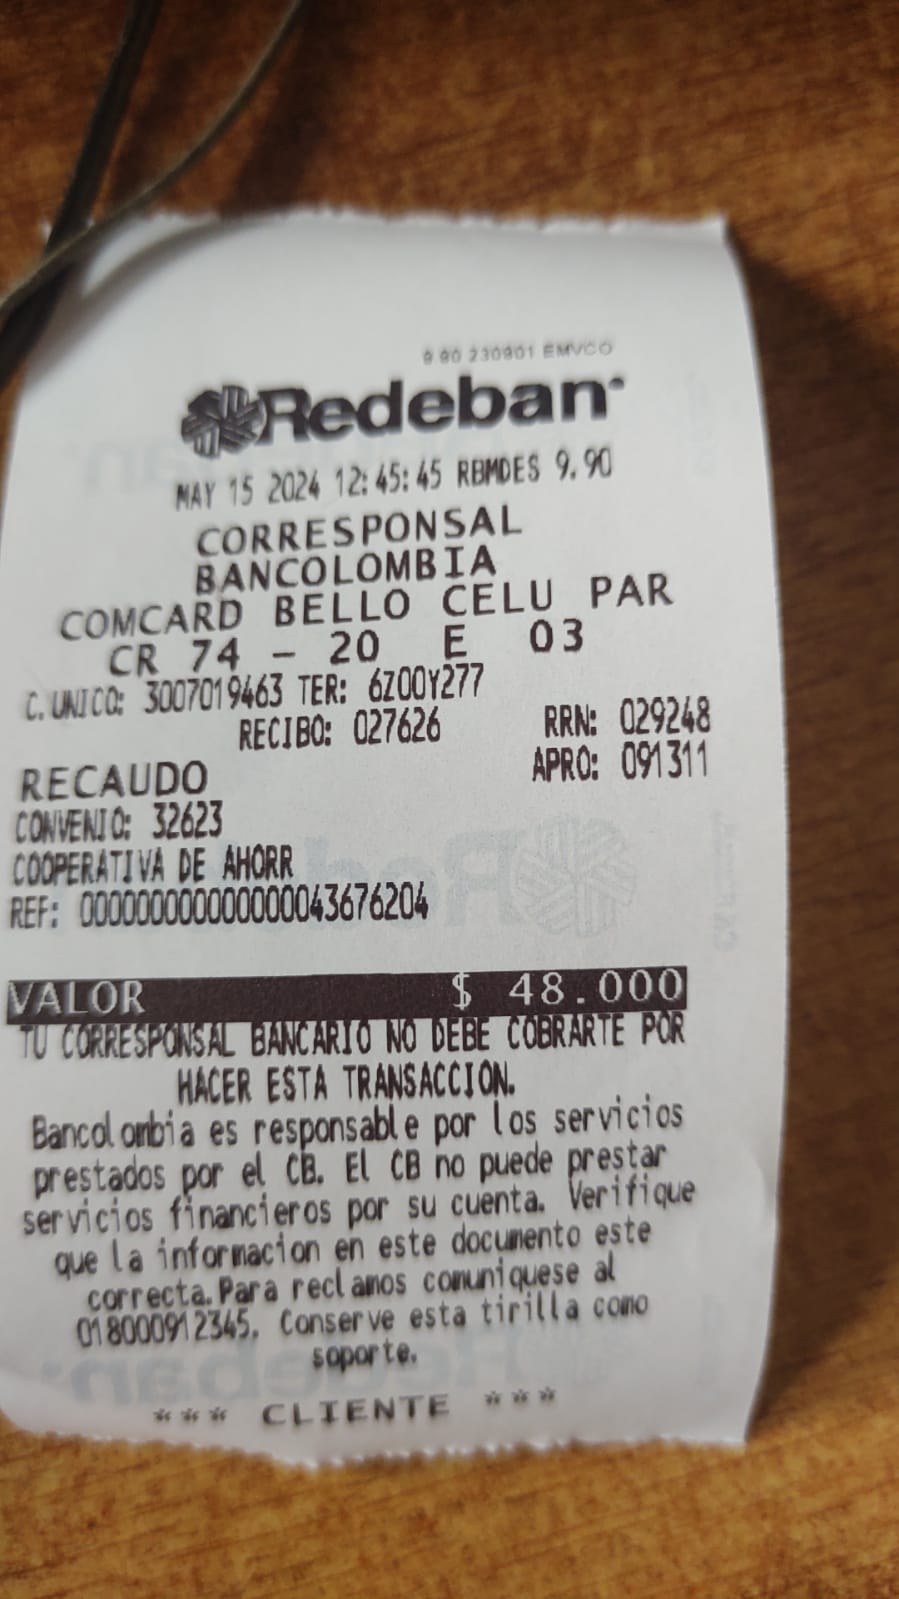 9.90 230901 EMVCO
Redeban
MAY 15 2024 12:45:45 RBMDES 9.90
CORRESPONSAL
BANCOLOMBIA
COMCARD BELLO CELU PAR
CR 74 - 20 E 03
C. UNICO: 3007019463 TER: 6Z00Y277
RECIBO: 027626 RRN: 029248
RECAUDO APRO: 091311
CONVENIO: 32623
COOPERATIVA DE AHORR
REF: 0000000000000000043676204
VALOR $ 48.000
TU CORRESPONSAL BANCARIO NO DEBE COBRARTE POR
HACER ESTA TRANSACCION.
Bancolombia es responsable por los servicios
prestados por el CB. El CB no puede prestar
servicios financieros por su cuenta. Verifique
que la informacion en este documento este
correcta. Para reclamos comuniquese al
018000912345. Conserve esta tirilla como
soporte.
*** CLIENTE ***